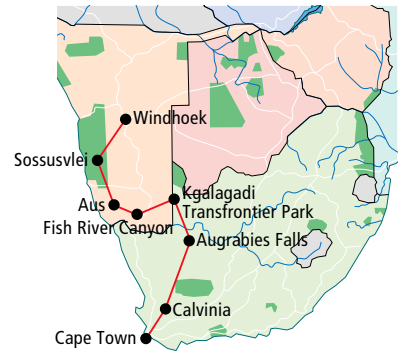 Windhoek
Sossusvlei
Kgalagadi
Transfrontier Park
Aus
Fish River Canyon
Augrabies Falls
Calvinia
Cape Town